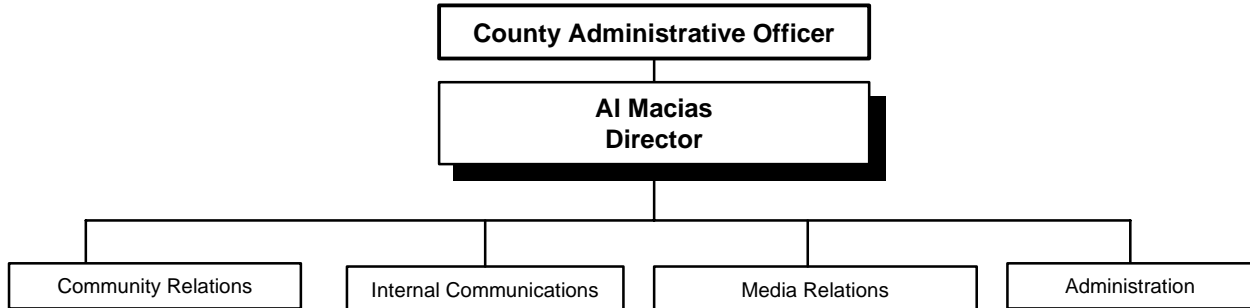 County Administrative Officer
Al Macias
Director
Community Relations
Internal Communications
Media Relations
Administration